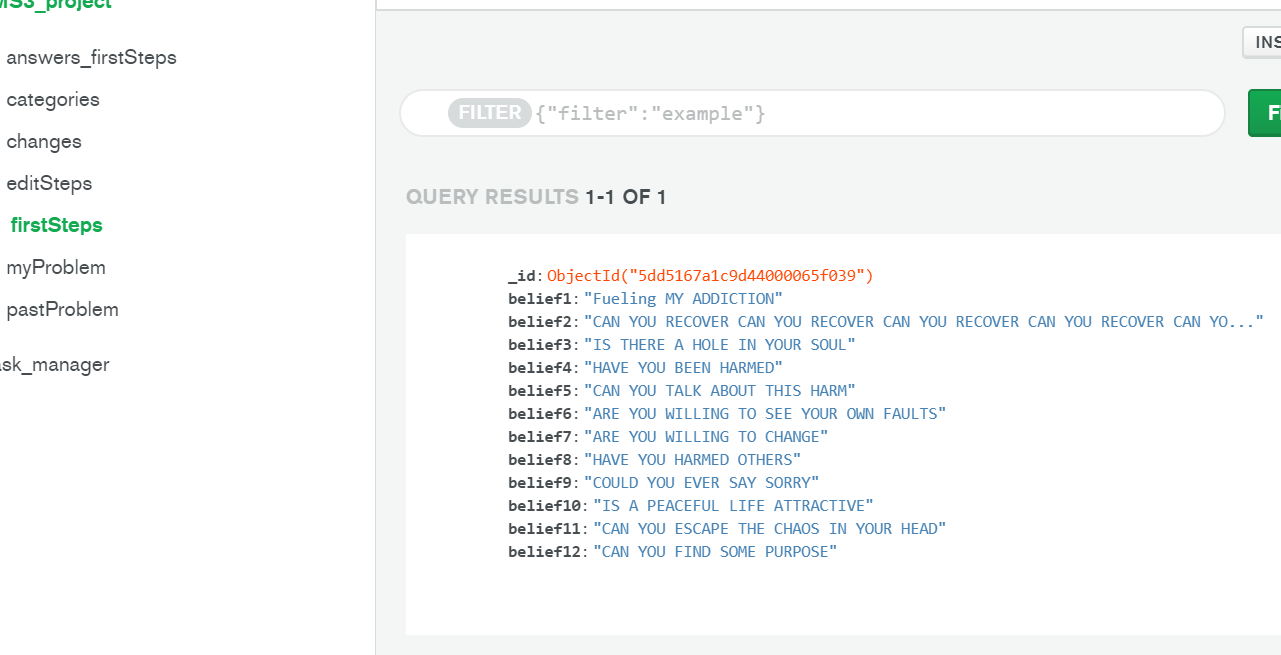 MS3_project
answers_firstSteps
categories
changes
editSteps
firstSteps
myProblem
pastProblem
ask_manager
INS
FILTER {"filter":"example"}
QUERY RESULTS 1-1 OF 1
_id: ObjectId("5dd5167a1c9d44000065f039")
belief1: "Fueling MY ADDICTION"
belief2: "CAN YOU RECOVER CAN YOU RECOVER CAN YOU RECOVER CAN YOU RECOVER CAN YO..."
belief3: "IS THERE A HOLE IN YOUR SOUL"
belief4: "HAVE YOU BEEN HARMED"
belief5: "CAN YOU TALK ABOUT THIS HARM"
belief6: "ARE YOU WILLING TO SEE YOUR OWN FAULTS"
belief7: "ARE YOU WILLING TO CHANGE"
belief8: "HAVE YOU HARMED OTHERS"
belief9: "COULD YOU EVER SAY SORRY"
belief10: "IS A PEACEFUL LIFE ATTRACTIVE"
belief11: "CAN YOU ESCAPE THE CHAOS IN YOUR HEAD"
belief12: "CAN YOU FIND SOME PURPOSE"